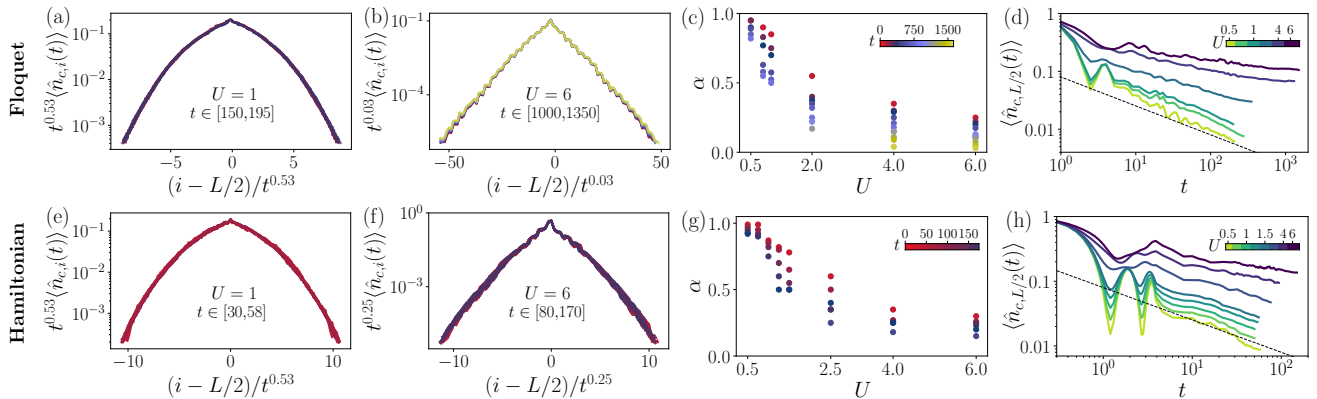 Floquet
(a)
t^{0.53}⟨n̂_{c,i}(t)⟩
10^{-1}
10^{-2}
10^{-3}
U = 1
t ∈ [150,195]
−5 0 5
(i − L/2)/t^{0.53}
(b)
t^{0.03}⟨n̂_{c,i}(t)⟩
10^{-1}
10^{-4}
U = 6
t ∈ [1000,1350]
−50 0 50
(i − L/2)/t^{0.03}
(c)
α
1.0
0.5
0.0
t
0 750 1500
0.5 2.0 4.0 6.0
U
(d)
⟨n̂_{c,L/2}(t)⟩
1
0.1
0.01
U
0.5 1 4 6
10^0 10^1 10^2 10^3
t
Hamiltonian
(e)
t^{0.53}⟨n̂_{c,i}(t)⟩
10^{-1}
10^{-2}
10^{-3}
U = 1
t ∈ [30,58]
−10 0 10
(i − L/2)/t^{0.53}
(f)
t^{0.25}⟨n̂_{c,i}(t)⟩
10^0
10^{-3}
U = 6
t ∈ [80,170]
−10 0 10
(i − L/2)/t^{0.25}
(g)
α
1.0
0.5
0.0
t
0 50 100 150
0.5 2.5 4.0 6.0
U
(h)
⟨n̂_{c,L/2}(t)⟩
1
0.1
0.01
U
0.5 1 1.5 4 6
10^0 10^1 10^2
t